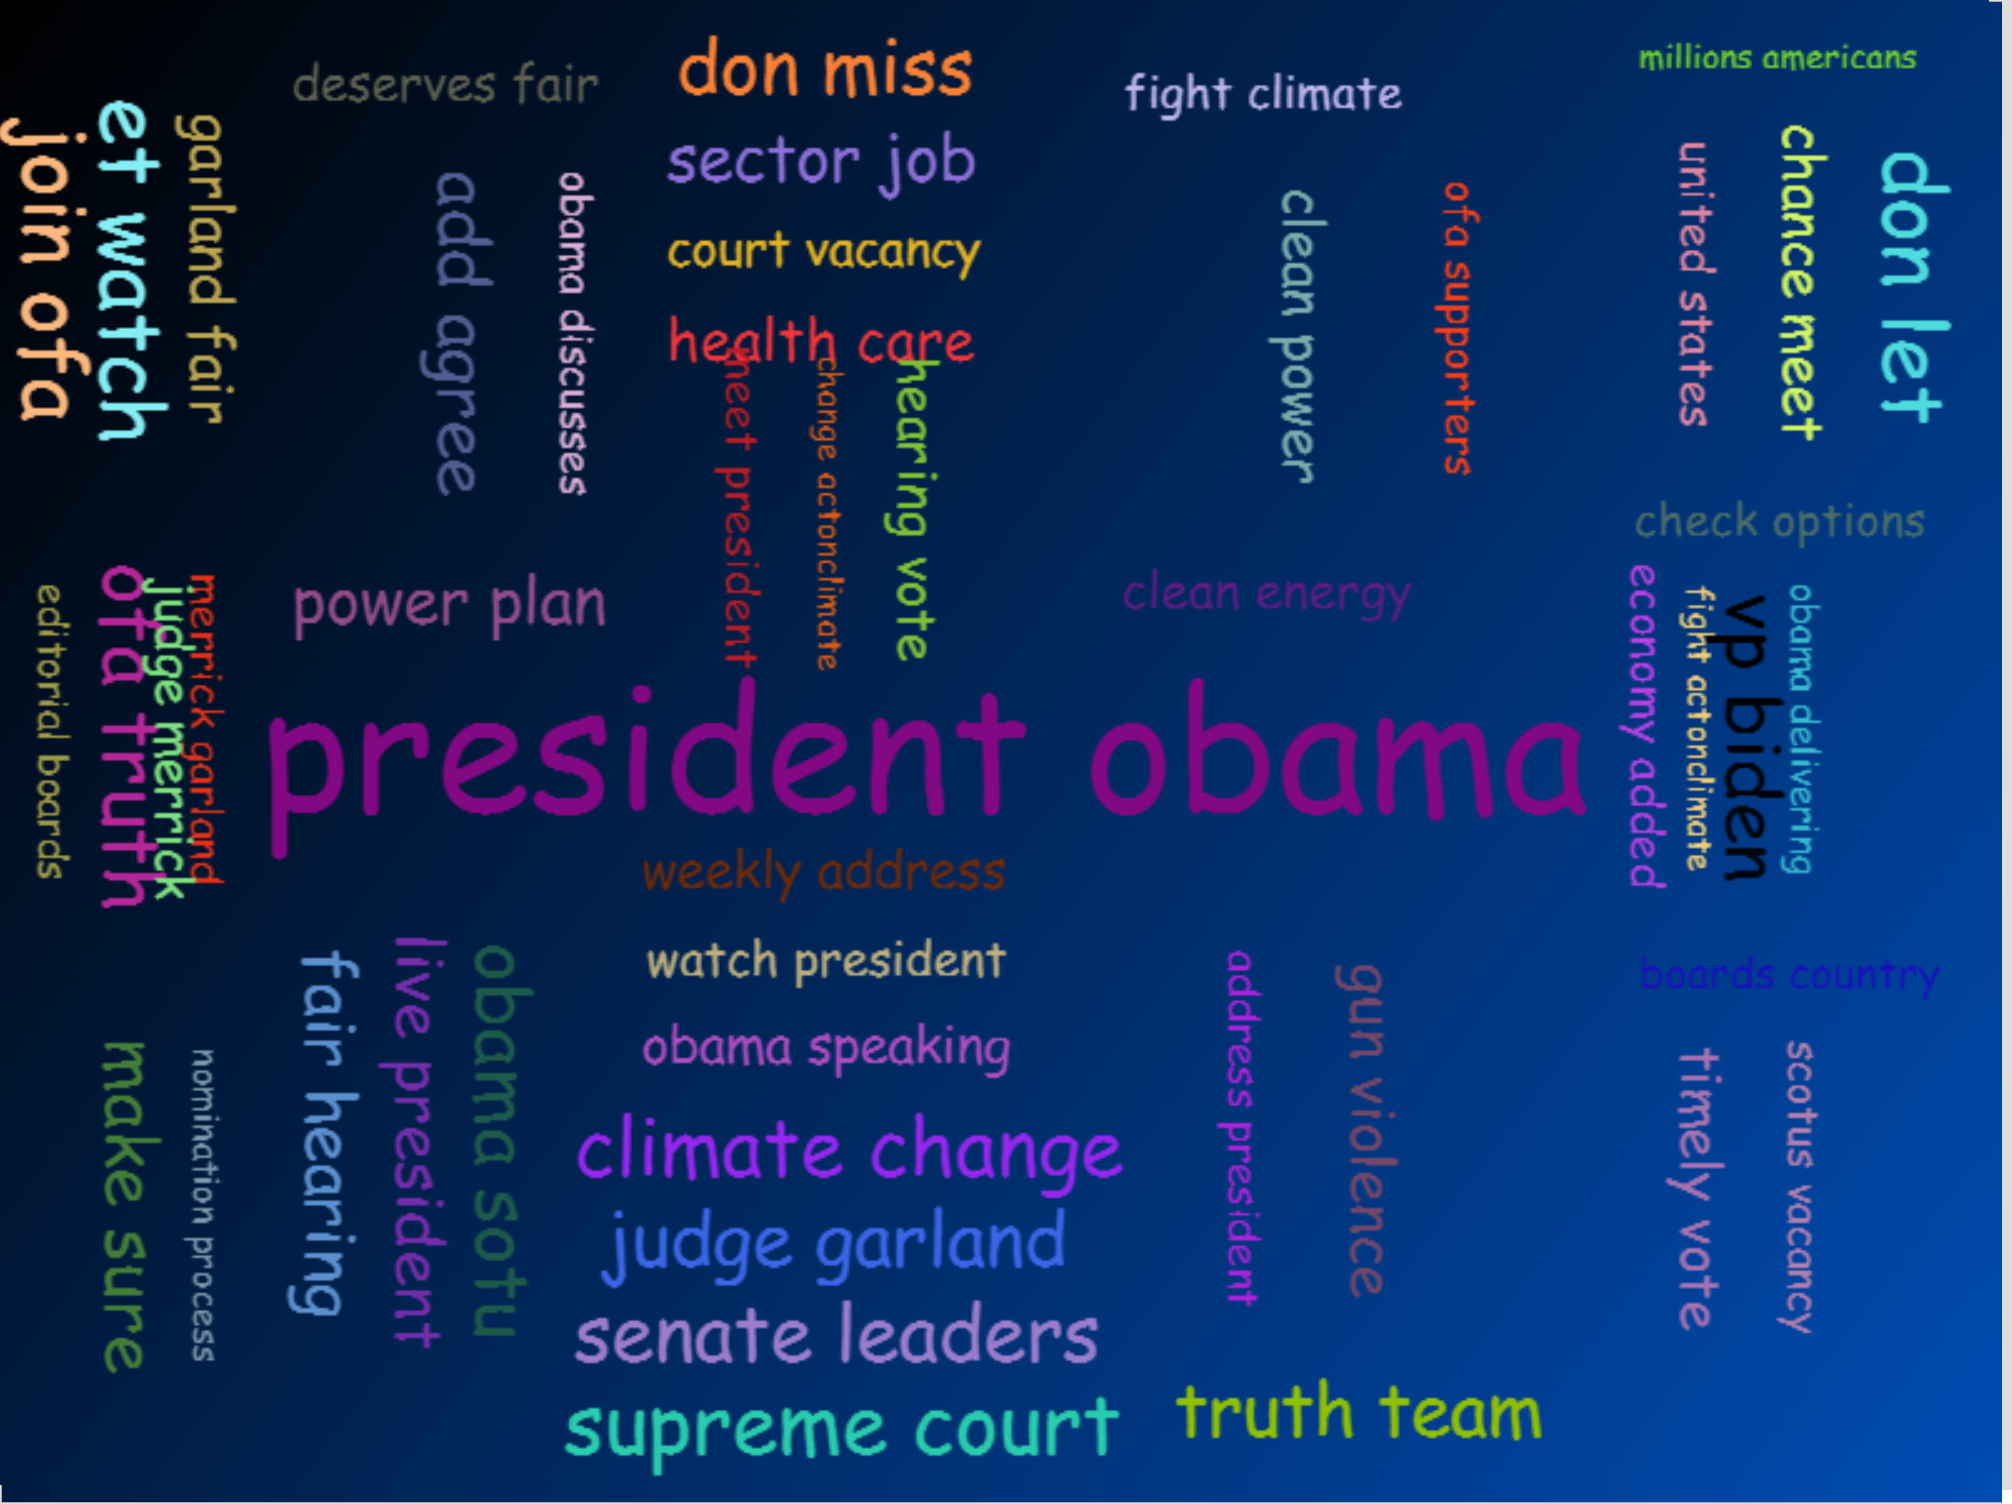 deserves fair
don miss
fight climate
millions americans
join ofa
et watch
garland fair
add agree
obama discusses
sector job
court vacancy
health care
clean power
ofa supporters
united states
chance meet
don let
meet president
change actonclimate
hearing vote
check options
editorial boards
ofa truth
judge merrick
merrick garland
power plan
clean energy
economy added
fight actonclimate
vp biden
obama delivering
president obama
weekly address
watch president
obama speaking
boards country
make sure
nomination process
fair hearing
live president
obama sotu
climate change
judge garland
senate leaders
supreme court
address president
gun violence
truth team
timely vote
scotus vacancy